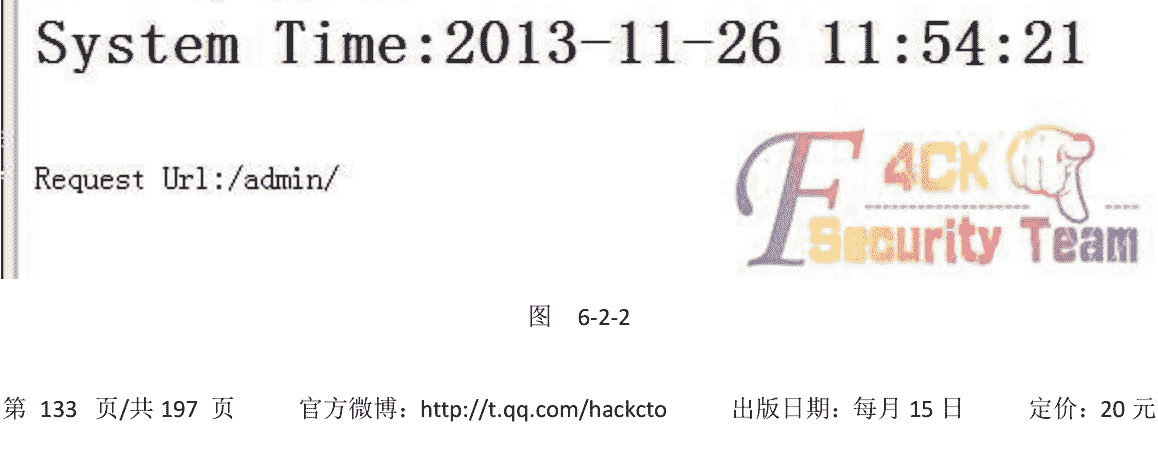 System Time:2013-11-26 11:54:21
Request Url:/admin/
F 4CK
Security Team
图 6-2-2
第 133 页/共 197 页 官方微博：http://t.qq.com/hackcto 出版日期：每月 15 日 定价：20 元